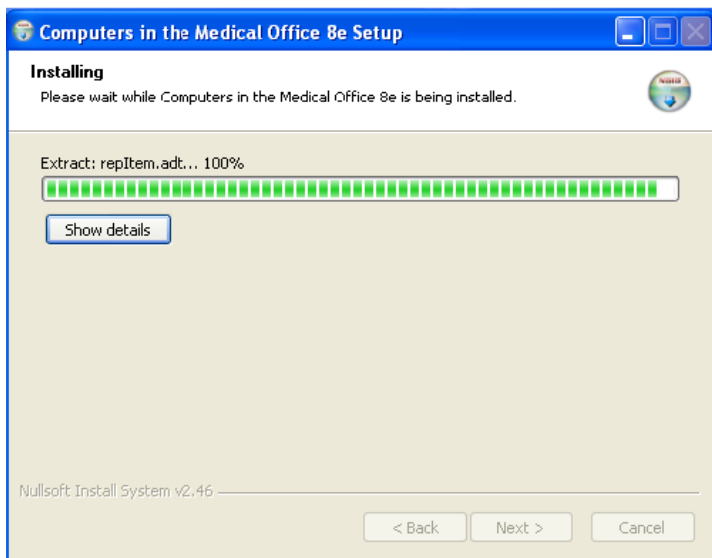 Computers in the Medical Office 8e Setup
Installing
Please wait while Computers in the Medical Office 8e is being installed.
Extract: repItem.adt... 100%
Show details
Nullsoft Install System v2.46
< Back Next > Cancel